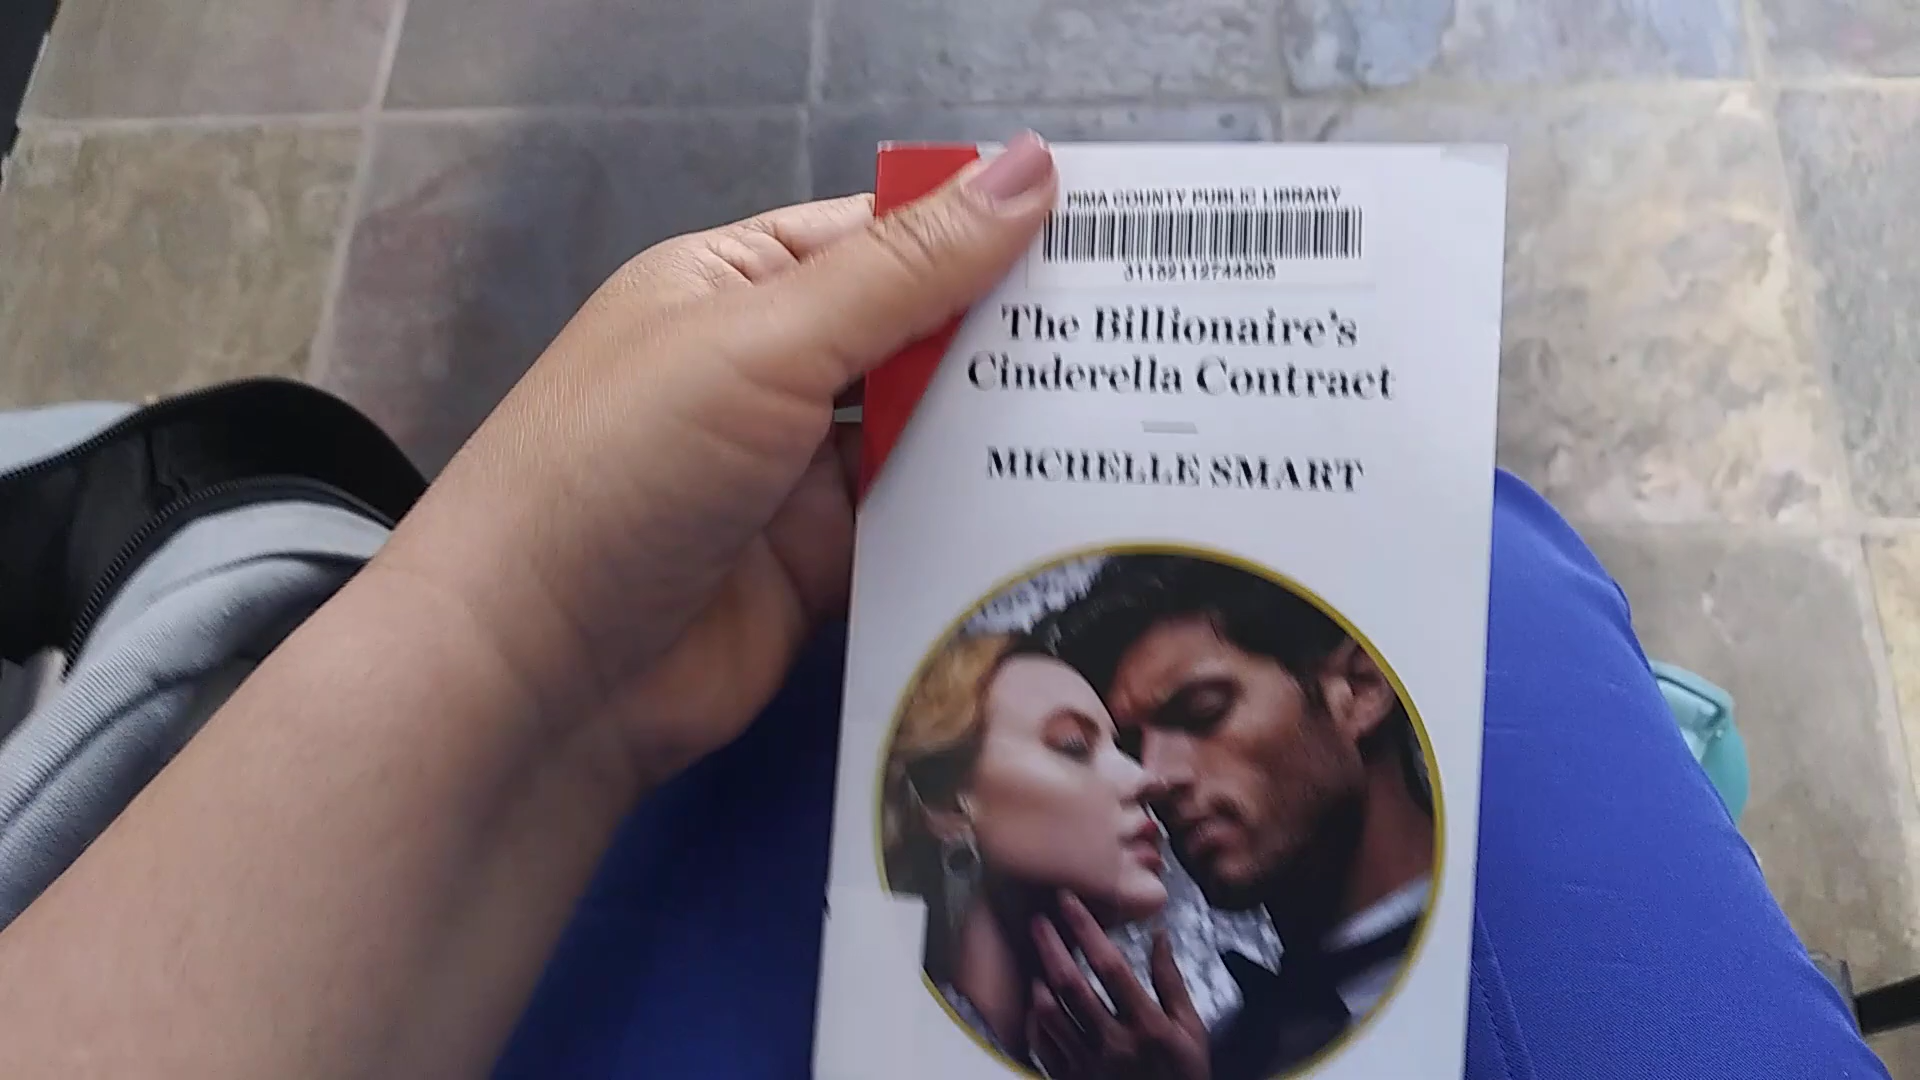 PIMA COUNTY PUBLIC LIBRARY
The Billionaire's
Cinderella Contract
MICHELLE SMART